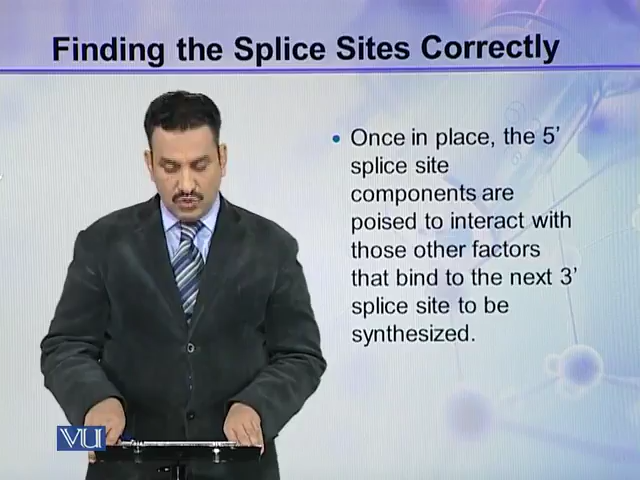 Finding the Splice Sites Correctly
• Once in place, the 5’
splice site
components are
poised to interact with
those other factors
that bind to the next 3’
splice site to be
synthesized.
VU